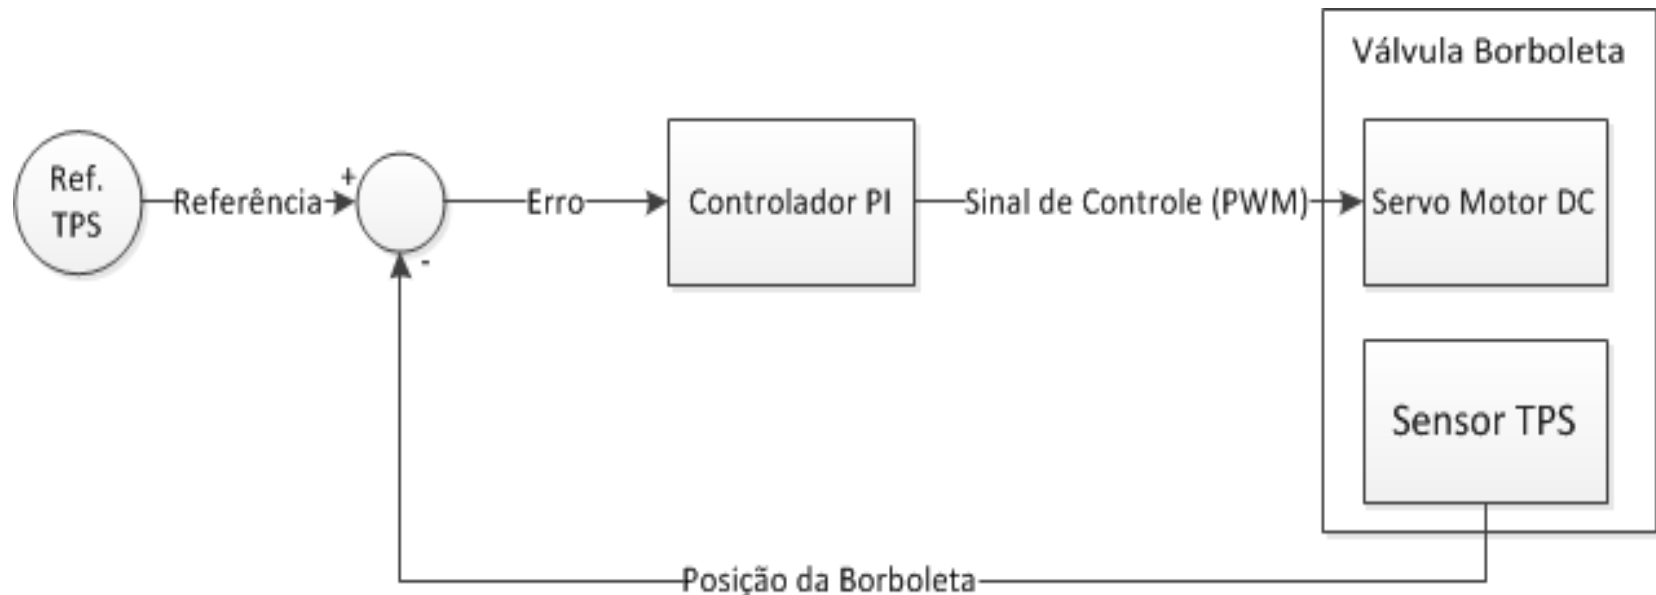 Válvula Borboleta
Ref.
TPS
Referência
+
-
Erro
Controlador PI
Sinal de Controle (PWM)
Servo Motor DC
Sensor TPS
Posição da Borboleta